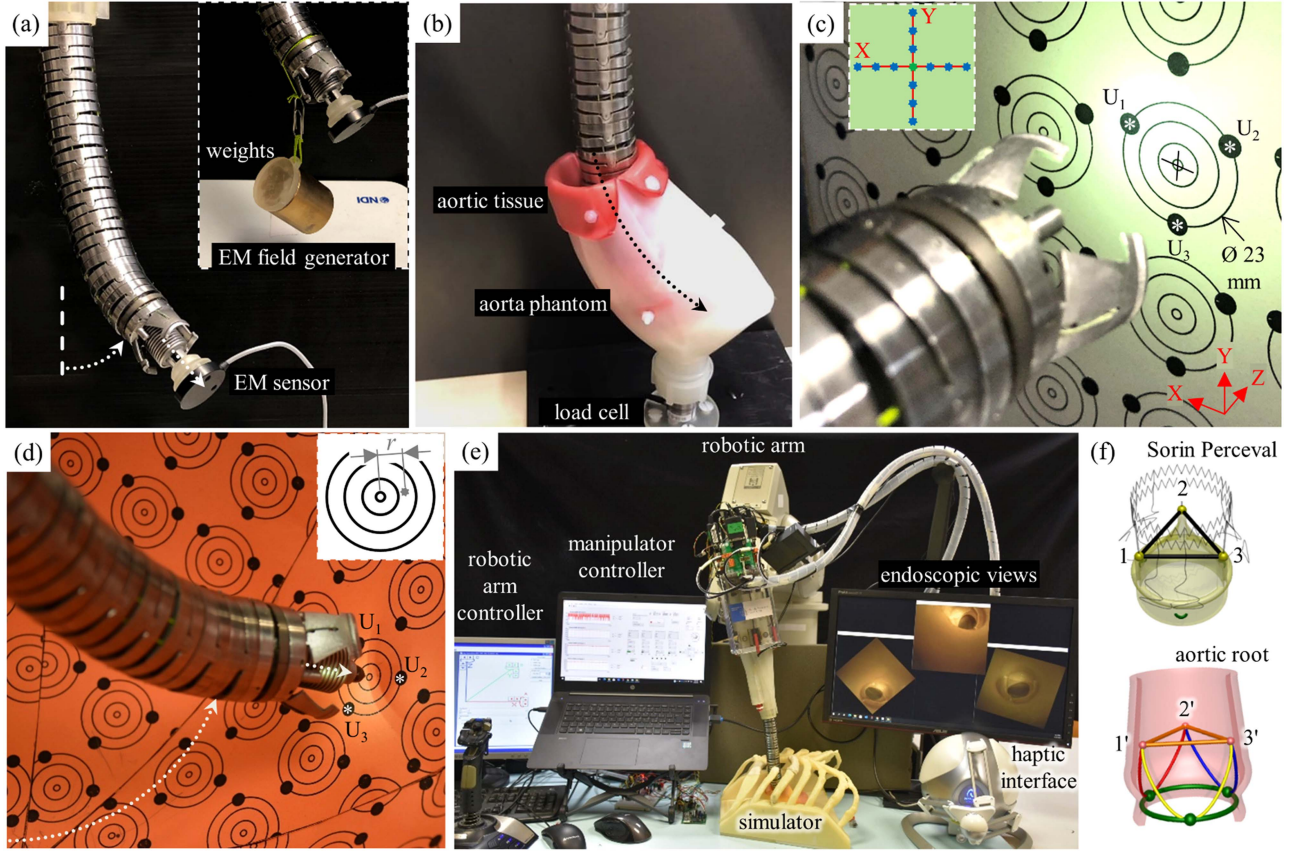 (a)
weights
NDI
EM field generator
EM sensor
(b)
aortic tissue
aorta phantom
load cell
(c)
Y
X
U1
U2
U3
Ø 23
mm
Y
X
Z
(d)
r
U1
U2
U3
(e)
robotic arm
manipulator
controller
robotic
arm
controller
endoscopic views
haptic
interface
simulator
(f)
Sorin Perceval
2
1
3
aortic root
2'
1'
3'